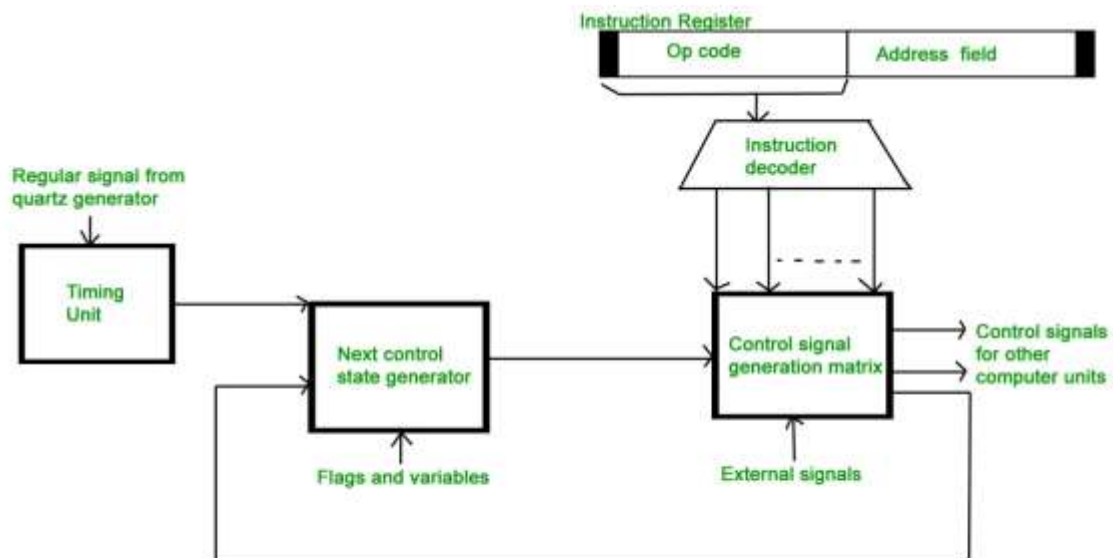 Instruction Register
Op code
Address field
Instruction
decoder
Regular signal from
quartz generator
Timing
Unit
Next control
state generator
Control signal
generation matrix
Control signals
for other
computer units
Flags and variables
External signals